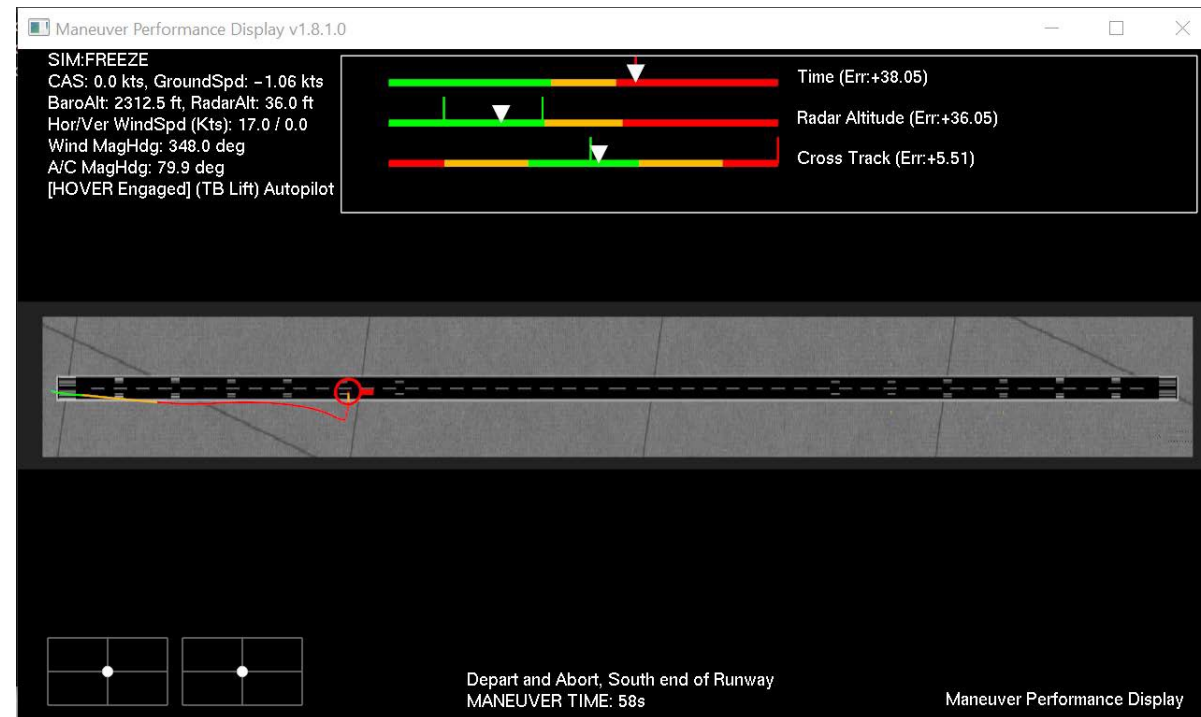 Maneuver Performance Display v1.8.1.0
SIM:FREEZE
CAS: 0.0 kts, GroundSpd: −1.06 kts
BaroAlt: 2312.5 ft, RadarAlt: 36.0 ft
Hor/Ver WindSpd (Kts): 17.0 / 0.0
Wind MagHdg: 348.0 deg
A/C MagHdg: 79.9 deg
[HOVER Engaged] (TB Lift) Autopilot
Time (Err:+38.05)
Radar Altitude (Err:+36.05)
Cross Track (Err:+5.51)
Depart and Abort, South end of Runway
MANEUVER TIME: 58s
Maneuver Performance Display